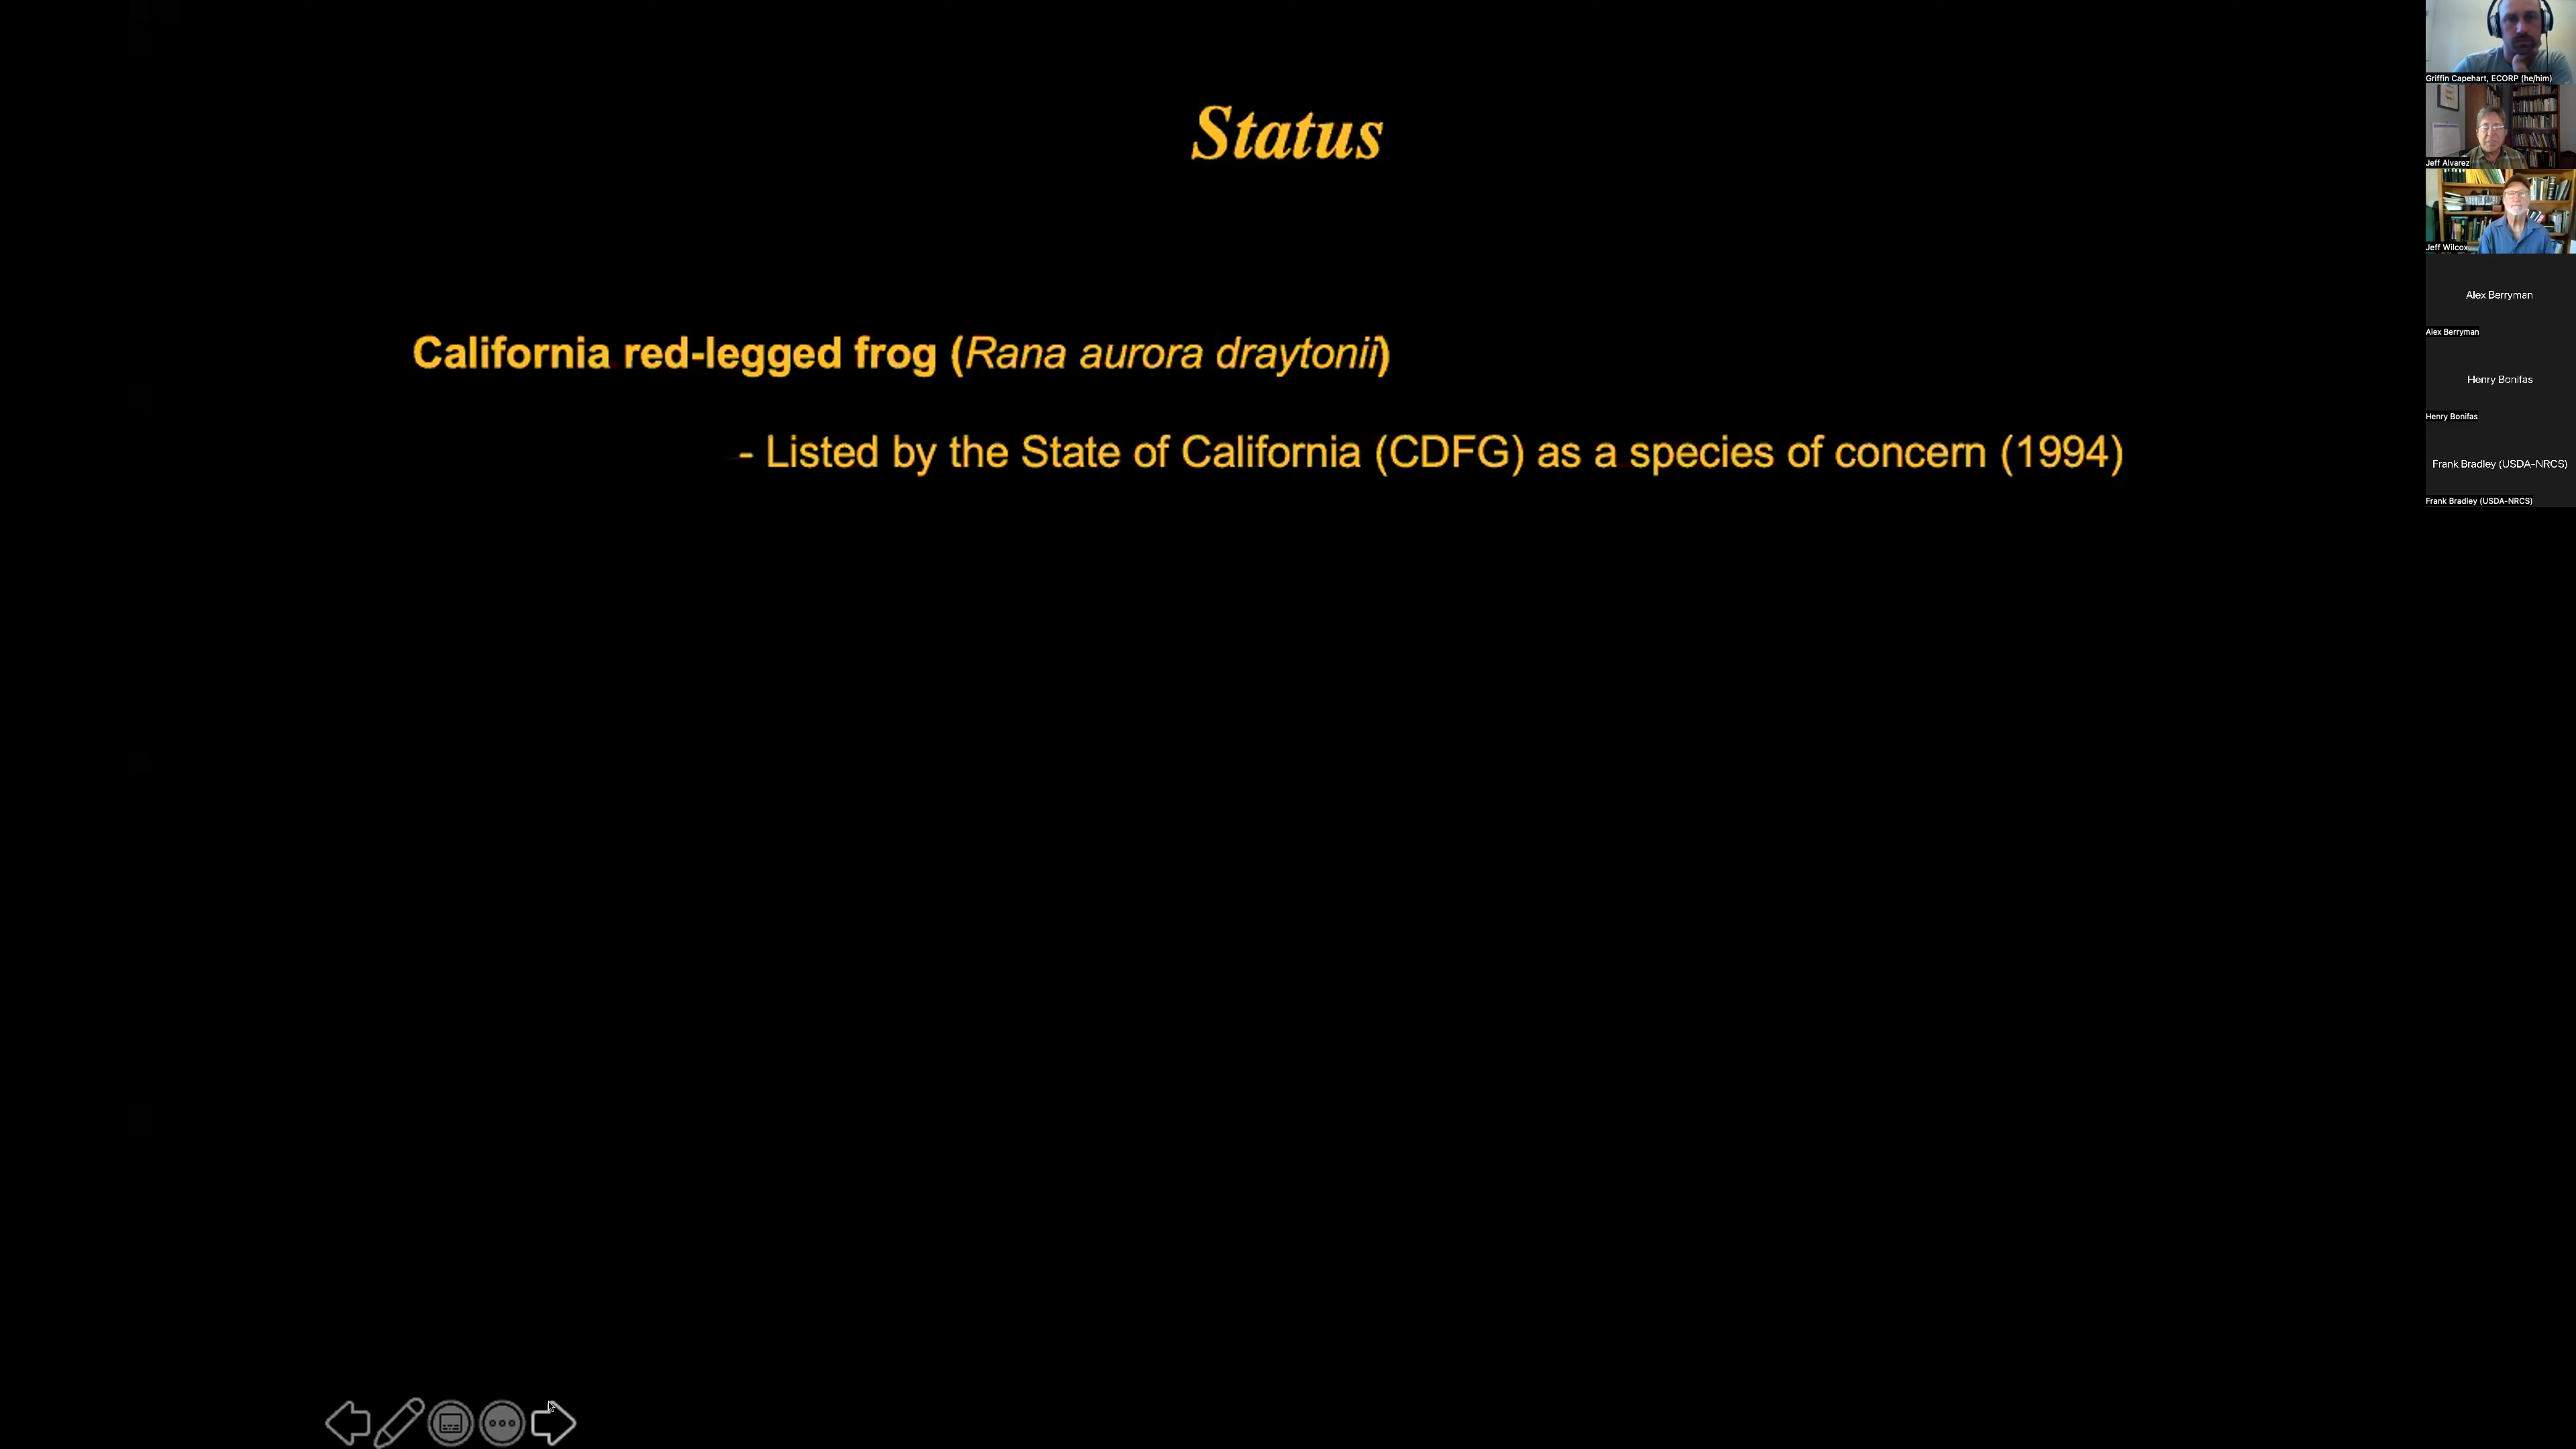 Status
California red-legged frog (Rana aurora draytonii)
- Listed by the State of California (CDFG) as a species of concern (1994)
Griffin Capehart, ECORP (he/him)
Jeff Alvarez
Jeff Wilcox
Alex Berryman
Alex Berryman
Henry Bonifas
Henry Bonifas
Frank Bradley (USDA-NRCS)
Frank Bradley (USDA-NRCS)